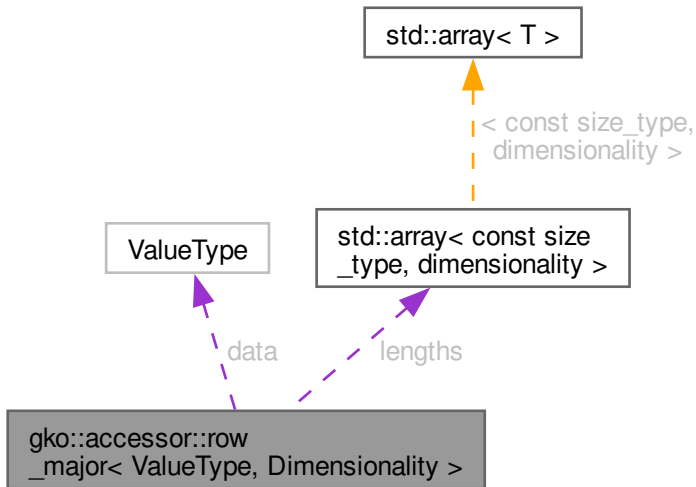 std::array< T >
< const size_type,
dimensionality >
ValueType
std::array< const size
_type, dimensionality >
data
lengths
gko::accessor::row
_major< ValueType, Dimensionality >